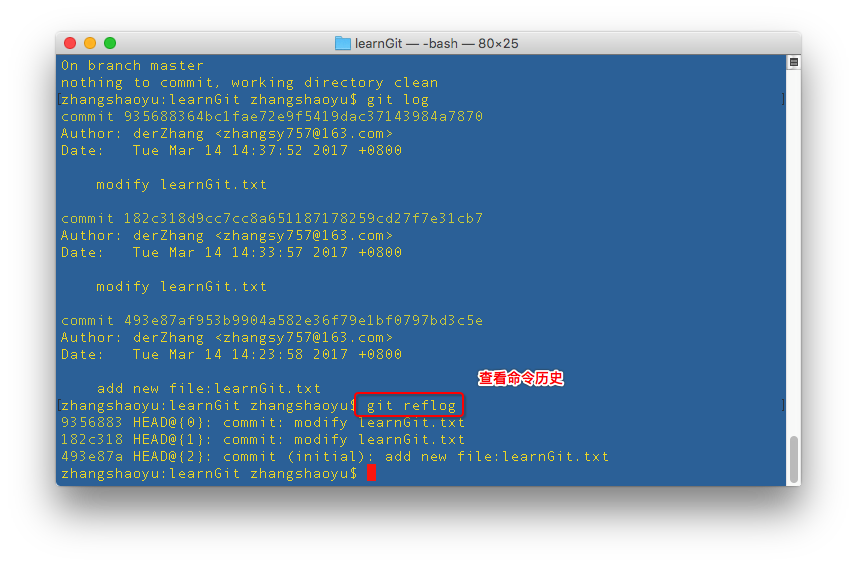 learnGit — -bash — 80×25
On branch master
nothing to commit, working directory clean
[zhangshaoyu:learnGit zhangshaoyu$ git log ]
commit 935688364bc1fae72e9f5419dac37143984a7870
Author: derZhang <zhangsy757@163.com>
Date:   Tue Mar 14 14:37:52 2017 +0800
modify learnGit.txt
commit 182c318d9cc7cc8a651187178259cd27f7e31cb7
Author: derZhang <zhangsy757@163.com>
Date:   Tue Mar 14 14:33:57 2017 +0800
modify learnGit.txt
commit 493e87af953b9904a582e36f79e1bf0797bd3c5e
Author: derZhang <zhangsy757@163.com>
Date:   Tue Mar 14 14:23:58 2017 +0800
查看命令历史
add new file:learnGit.txt
[zhangshaoyu:learnGit zhangshaoyu$ git reflog ]
9356883 HEAD@{0}: commit: modify learnGit.txt
182c318 HEAD@{1}: commit: modify learnGit.txt
493e87a HEAD@{2}: commit (initial): add new file:learnGit.txt
zhangshaoyu:learnGit zhangshaoyu$